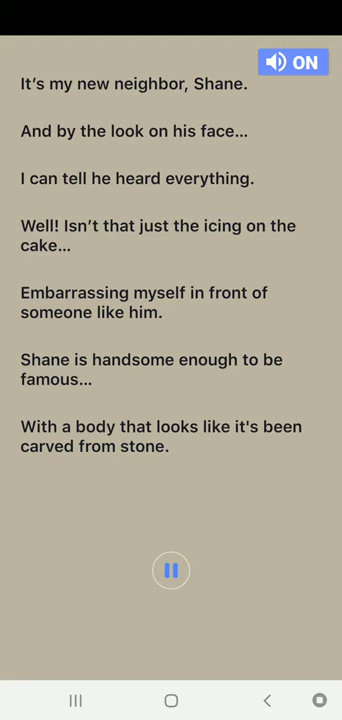 ON
It’s my new neighbor, Shane.
And by the look on his face...
I can tell he heard everything.
Well! Isn’t that just the icing on the
cake...
Embarrassing myself in front of
someone like him.
Shane is handsome enough to be
famous...
With a body that looks like it's been
carved from stone.